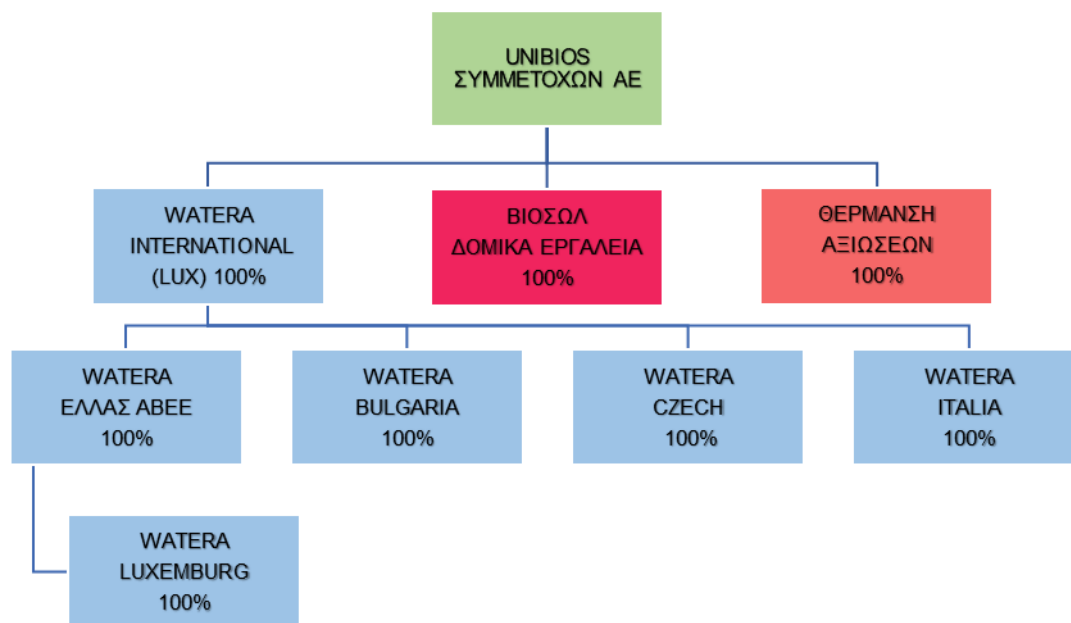 UNIBIOS
ΣΥΜΜΕΤΟΧΩΝ ΑΕ
WATERA
INTERNATIONAL
(LUX) 100%
ΒΙΟΣΩΛ
ΔΟΜΙΚΑ ΕΡΓΑΛΕΙΑ
100%
ΘΕΡΜΑΝΣΗ
ΑΞΙΩΣΕΩΝ
100%
WATERA
ΕΛΛΑΣ ΑΒΕΕ
100%
WATERA
BULGARIA
100%
WATERA
CZECH
100%
WATERA
ITALIA
100%
WATERA
LUXEMBURG
100%